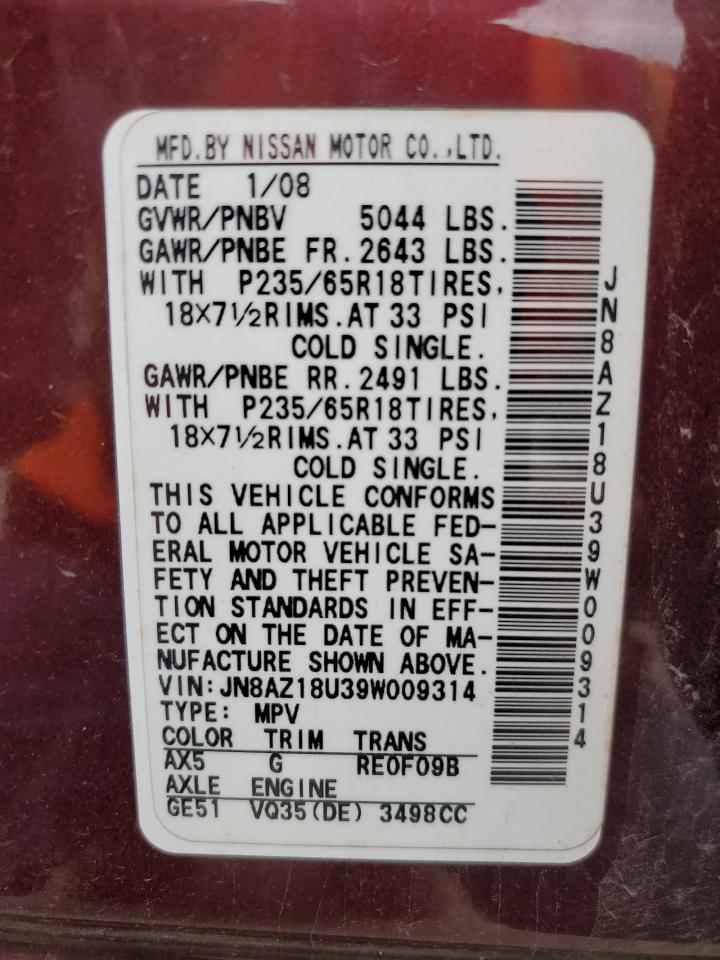 MFD.BY NISSAN MOTOR CO.,LTD.
DATE 1/08
GVWR/PNBV 5044 LBS.
GAWR/PNBE FR.2643 LBS.
WITH P235/65R18TIRES,
18X7½RIMS.AT 33 PSI
COLD SINGLE.
GAWR/PNBE RR.2491 LBS.
WITH P235/65R18TIRES,
18X7½RIMS.AT 33 PSI
COLD SINGLE.
THIS VEHICLE CONFORMS
TO ALL APPLICABLE FED-
ERAL MOTOR VEHICLE SA-
FETY AND THEFT PREVEN-
TION STANDARDS IN EFF-
ECT ON THE DATE OF MA-
NUFACTURE SHOWN ABOVE.
VIN:JN8AZ18U39W009314
TYPE: MPV
COLOR TRIM TRANS
AX5 G RE0F09B
AXLE ENGINE
GE51 VQ35(DE) 3498CC
JN8AZ18U39W009314